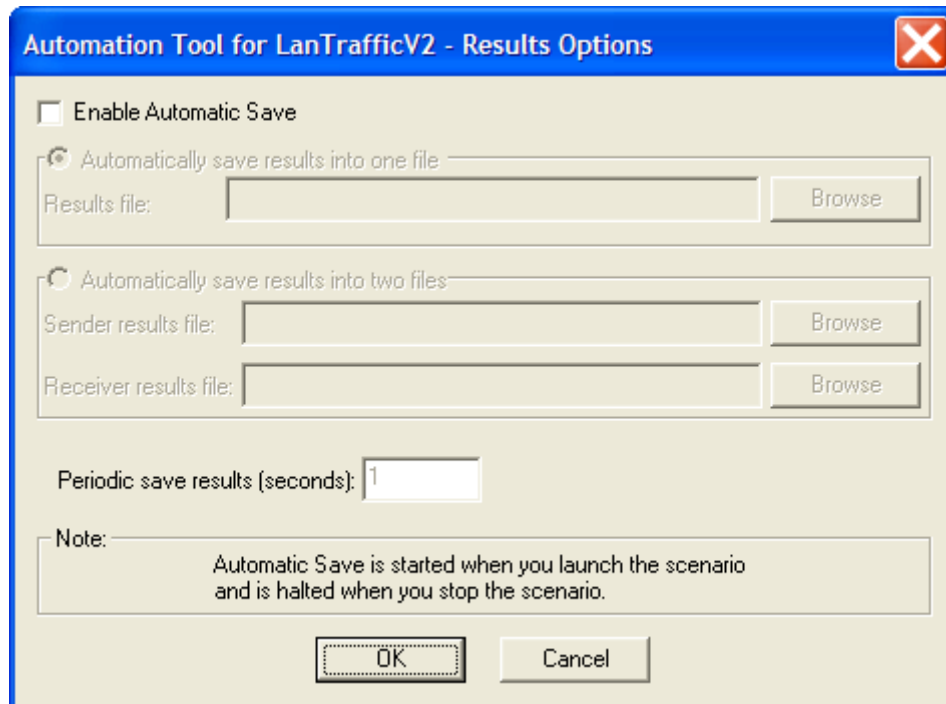 Automation Tool for LanTrafficV2 - Results Options
Enable Automatic Save
Automatically save results into one file
Results file:
Browse
Automatically save results into two files
Sender results file:
Browse
Receiver results file:
Browse
Periodic save results (seconds): 1
Note:
Automatic Save is started when you launch the scenario
and is halted when you stop the scenario.
OK
Cancel